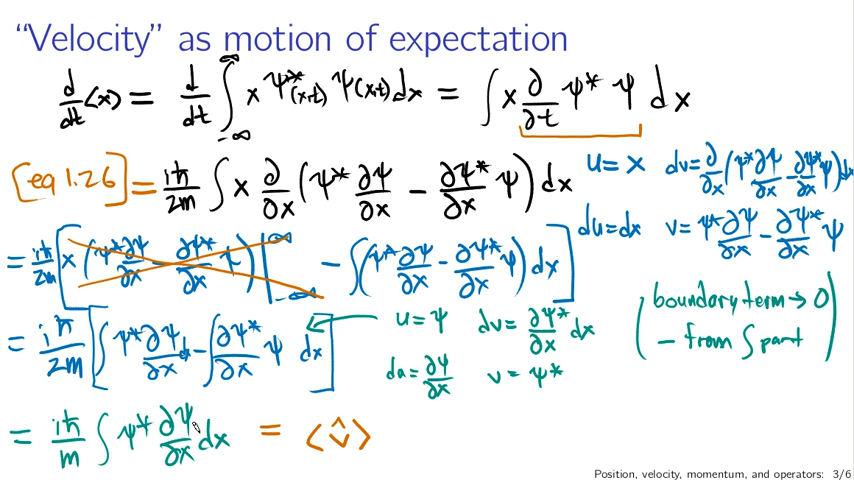 "Velocity" as motion of expectation
d/dt ⟨x⟩ = d/dt ∫_{-∞}^{∞} x ψ*(x,t) ψ(x,t) dx = ∫ x ∂/∂t ψ* ψ dx
[eq 1.26] = iħ/2m ∫ x ∂/∂x (ψ* ∂ψ/∂x − ∂ψ*/∂x ψ) dx
u = x dv = ∂/∂x (ψ* ∂ψ/∂x − ∂ψ*/∂x ψ) dx
du = dx v = ψ* ∂ψ/∂x − ∂ψ*/∂x ψ
= iħ/2m [ x (ψ* ∂ψ/∂x − ∂ψ*/∂x ψ) |_{-∞}^{∞} − ∫ (ψ* ∂ψ/∂x − ∂ψ*/∂x ψ) dx ]
(boundary term → 0
− from ∫ part)
= iħ/2m [ ∫ ψ* ∂ψ/∂x dx − ∫ ∂ψ*/∂x ψ dx ]
u = ψ dv = ∂ψ*/∂x dx
du = ∂ψ/∂x v = ψ*
= iħ/m ∫ ψ* ∂ψ/∂x dx = ⟨v̂⟩
Position, velocity, momentum, and operators: 3/6